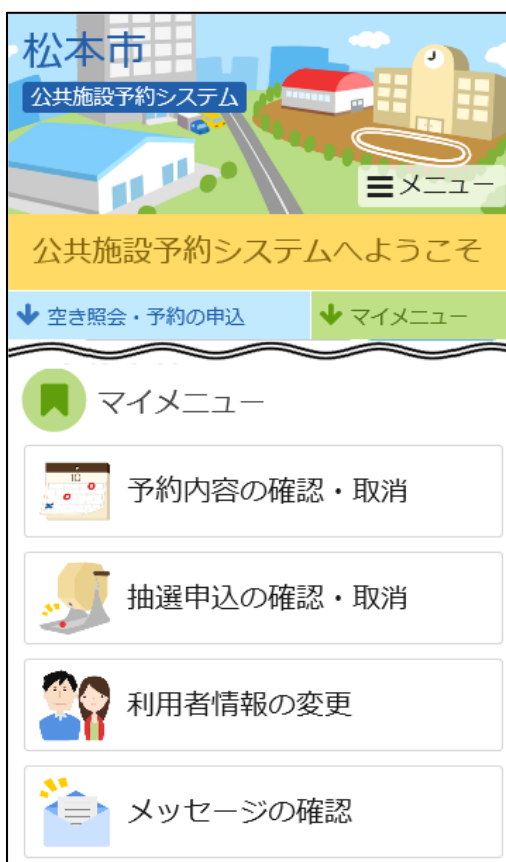 松本市
公共施設予約システム
メニュー
公共施設予約システムへようこそ
空き照会・予約の申込
マイメニュー
マイメニュー
予約内容の確認・取消
抽選申込の確認・取消
利用者情報の変更
メッセージの確認